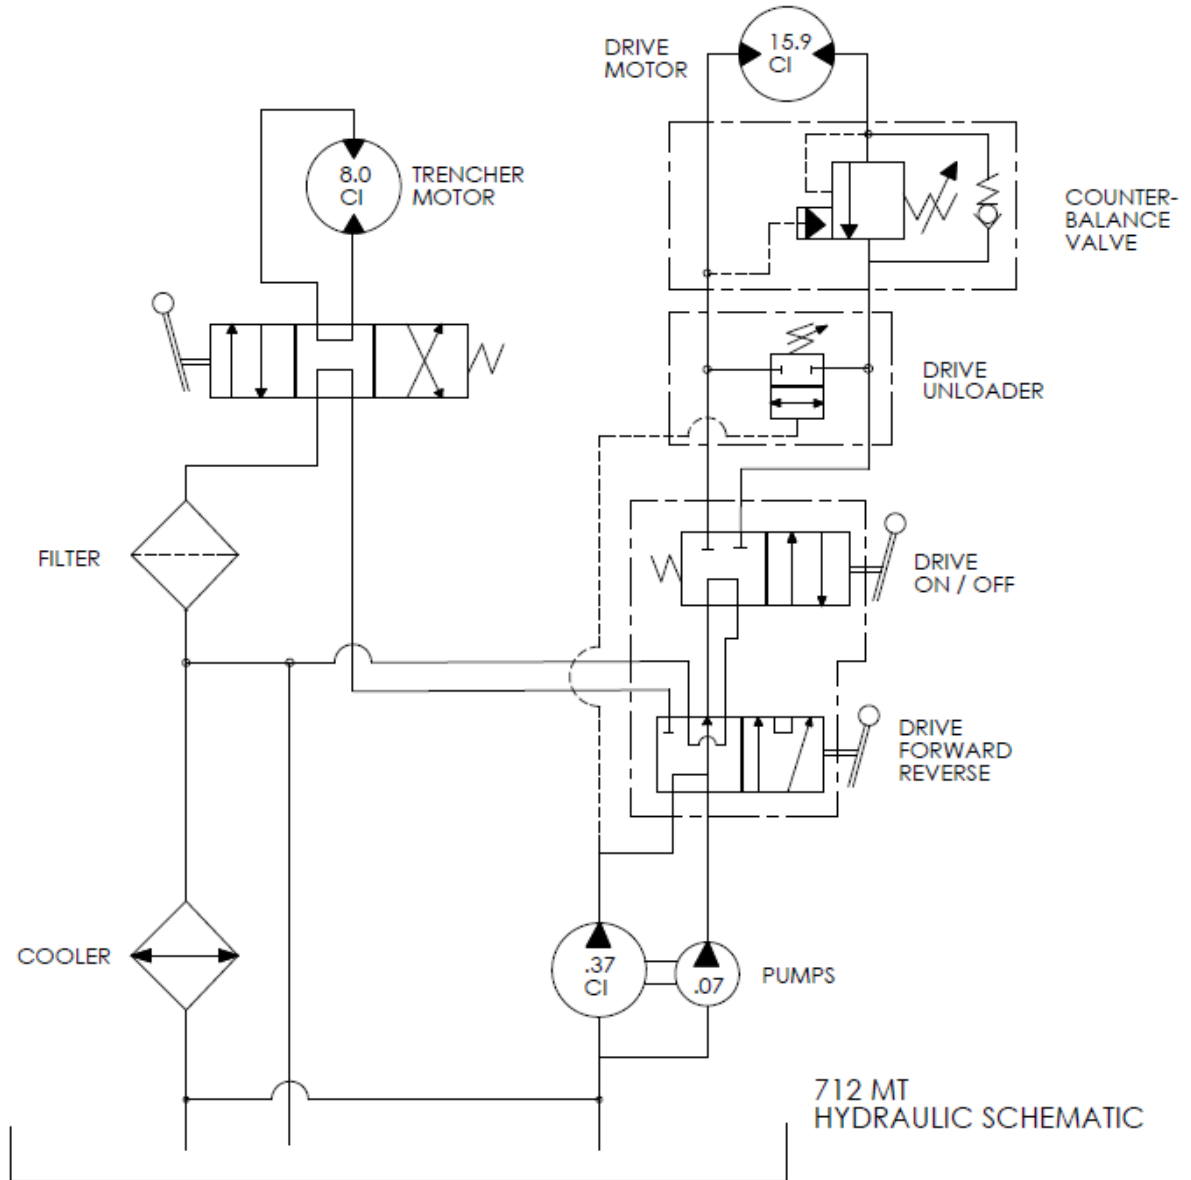 DRIVE
MOTOR
15.9
CI
8.0
CI
TRENCHER
MOTOR
COUNTER-
BALANCE
VALVE
DRIVE
UNLOADER
FILTER
DRIVE
ON / OFF
DRIVE
FORWARD
REVERSE
COOLER
.37
CI
.07
PUMPS
712 MT
HYDRAULIC SCHEMATIC